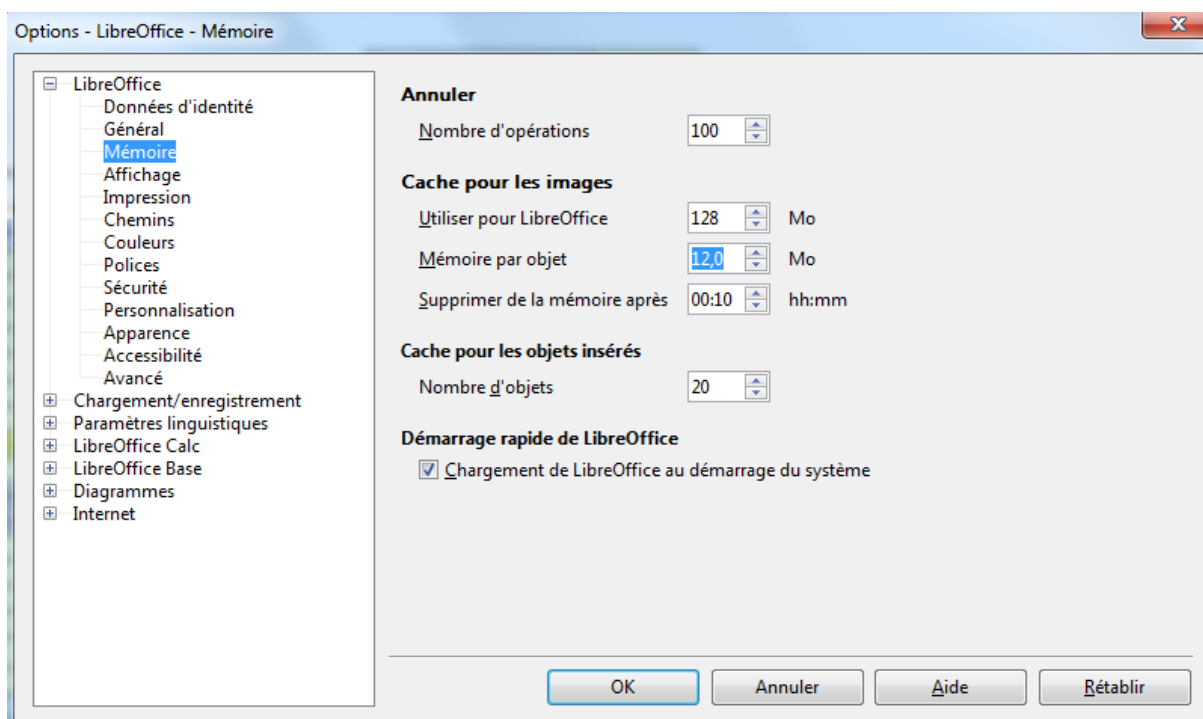 Options - LibreOffice - Mémoire
LibreOffice
Données d'identité
Général
Mémoire
Affichage
Impression
Chemins
Couleurs
Polices
Sécurité
Personnalisation
Apparence
Accessibilité
Avancé
Chargement/enregistrement
Paramètres linguistiques
LibreOffice Calc
LibreOffice Base
Diagrammes
Internet
Annuler
Nombre d'opérations 100
Cache pour les images
Utiliser pour LibreOffice 128 Mo
Mémoire par objet 12,0 Mo
Supprimer de la mémoire après 00:10 hh:mm
Cache pour les objets insérés
Nombre d'objets 20
Démarrage rapide de LibreOffice
Chargement de LibreOffice au démarrage du système
OK Annuler Aide Rétablir